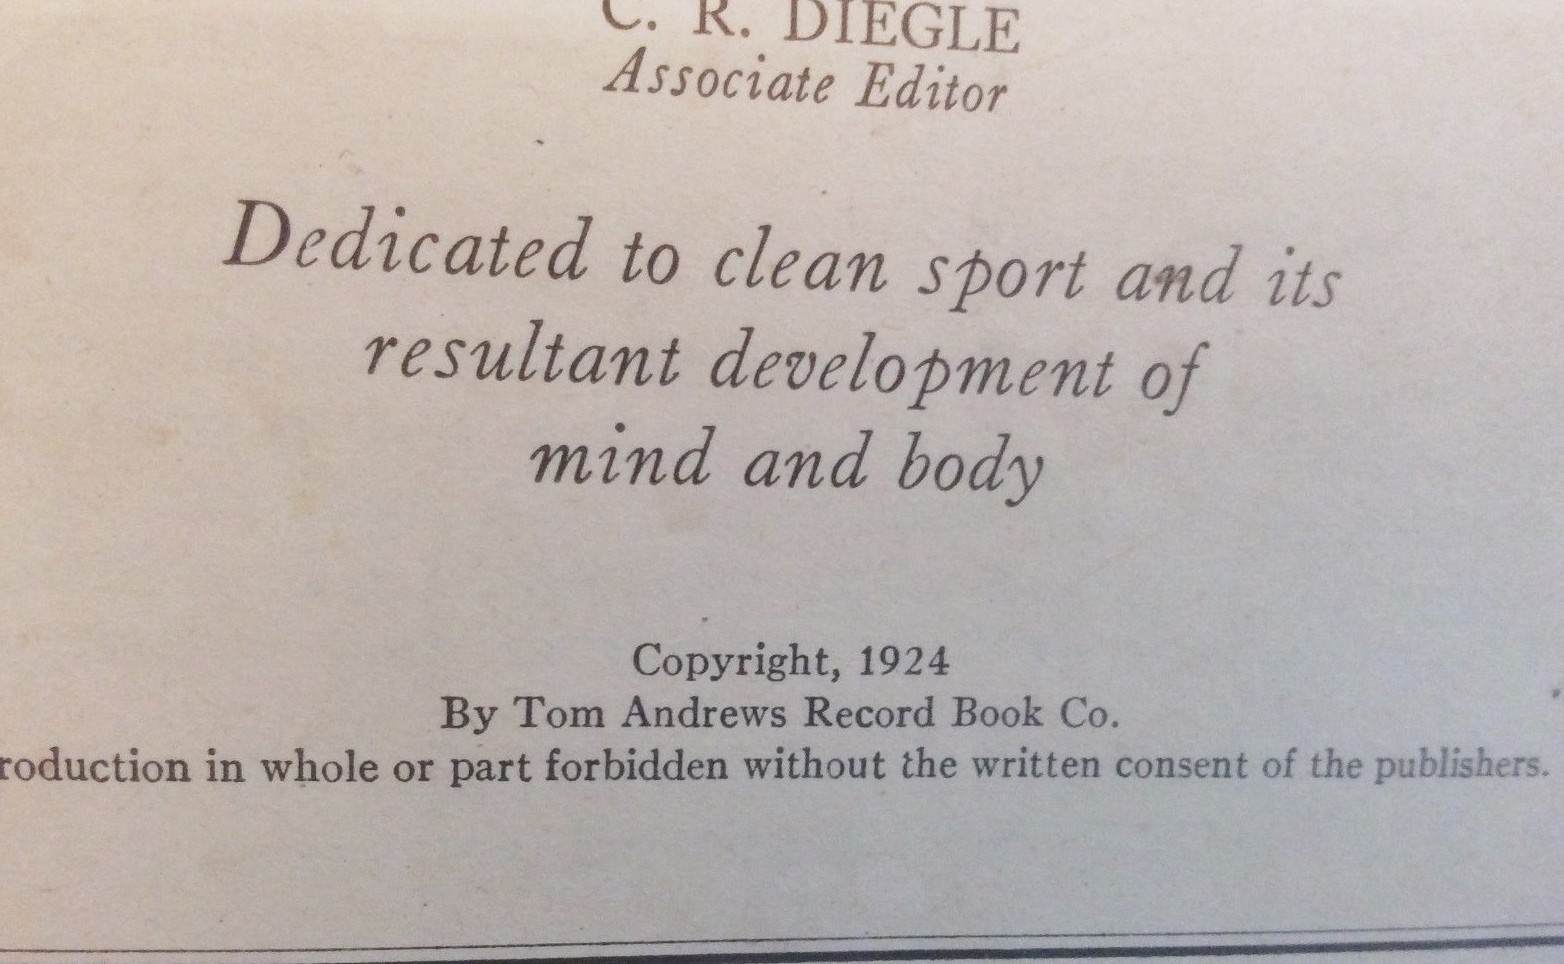 C. R. DIEGLE
Associate Editor
Dedicated to clean sport and its
resultant development of
mind and body
Copyright, 1924
By Tom Andrews Record Book Co.
roduction in whole or part forbidden without the written consent of the publishers.